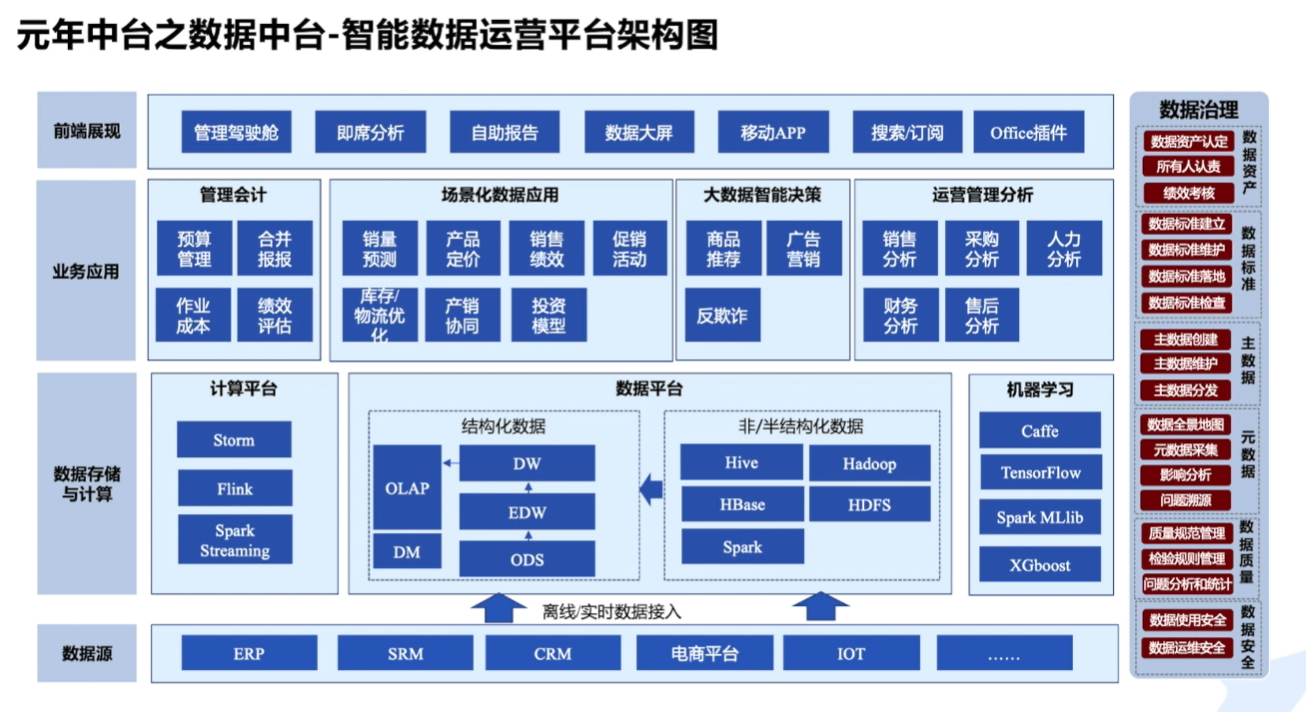 元年中台之数据中台-智能数据运营平台架构图
前端展现
管理驾驶舱
即席分析
自助报告
数据大屏
移动APP
搜索/订阅
Office插件
业务应用
管理会计
预算
管理
合并
报报
作业
成本
绩效
评估
场景化数据应用
销量
预测
产品
定价
销售
绩效
促销
活动
库存/
物流优
化
产销
协同
投资
模型
大数据智能决策
商品
推荐
广告
营销
反欺诈
运营管理分析
销售
分析
采购
分析
人力
分析
财务
分析
售后
分析
数据存储
与计算
计算平台
Storm
Flink
Spark
Streaming
数据平台
结构化数据
OLAP
DM
DW
EDW
ODS
非/半结构化数据
Hive
Hadoop
HBase
HDFS
Spark
机器学习
Caffe
TensorFlow
Spark MLlib
XGboost
离线/实时数据接入
数据源
ERP
SRM
CRM
电商平台
IOT
……
数据治理
数据资产认定
所有人认责
绩效考核
数据资产
数据标准建立
数据标准维护
数据标准落地
数据标准检查
数据标准
主数据创建
主数据维护
主数据分发
主数据
数据全景地图
元数据采集
影响分析
问题溯源
元数据
质量规范管理
检验规则管理
问题分析和统计
数据质量
数据使用安全
数据运维安全
数据安全